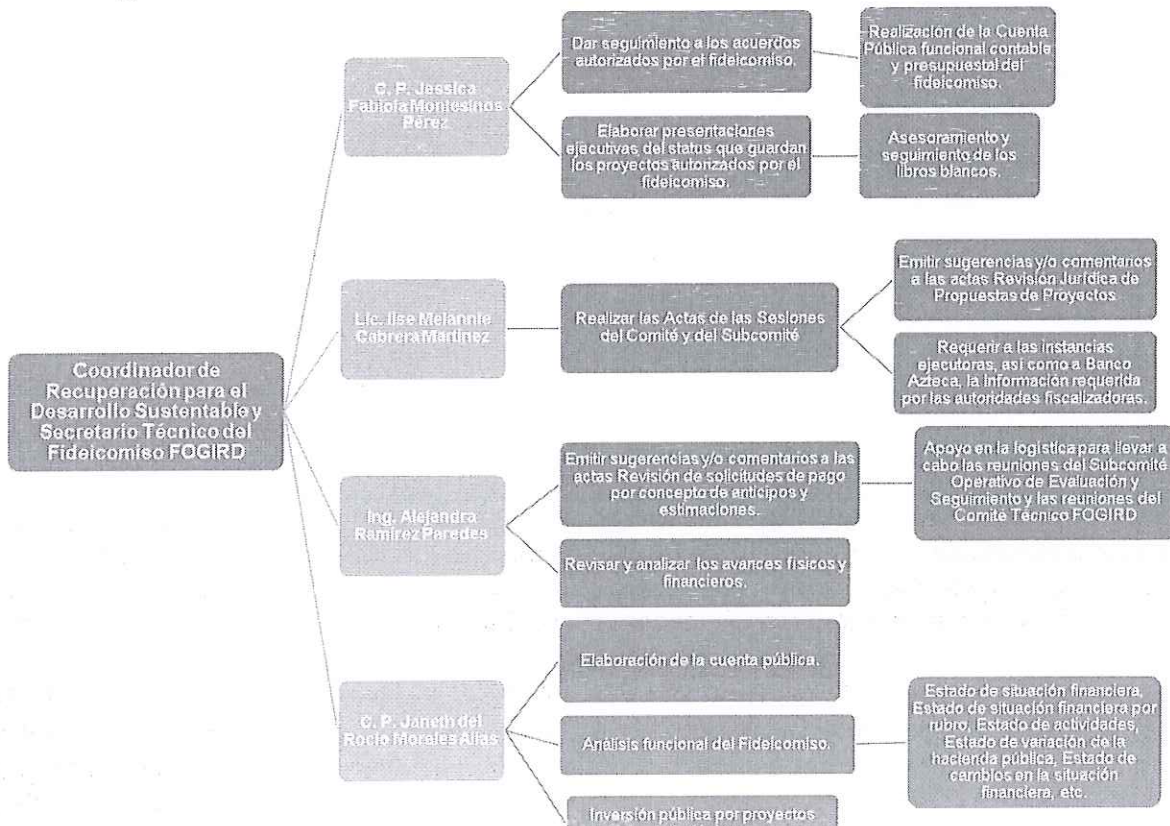 Coordinador de
Recuperación para el
Desarrollo Sustentable y
Secretario Técnico del
Fideicomiso FOGIRD
C. P. Jessica
Fabiola Montesinos
Pérez
Dar seguimiento a los acuerdos
autorizados por el fideicomiso.
Realización de la Cuenta
Pública funcional contable
y presupuestal del
fideicomiso.
Elaborar presentaciones
ejecutivas, del status que guardan
los proyectos autorizados por el
fideicomiso.
Asesoramiento y
seguimiento de los
libros blancos.
Lic. Ilse Melannie
Cabrera Martinez
Realizar las Actas de las Sesiones
del Comité y del Subcomité
Emitir sugerencias y/o comentarios
a las actas Revisión Jurídica de
Propuestas de Proyectos
Requerir a las instancias
ejecutoras, así como a Banco
Azteca, la información requerida
por las autoridades fiscalizadoras.
Ing. Alejandra
Ramírez Paredes
Emitir sugerencias y/o comentarios a las
actas Revisión de solicitudes de pago
por concepto de anticipos y
estimaciones.
Apoyo en la logística para llevar a
cabo las reuniones del Subcomité
Operativo de Evaluación y
Seguimiento y las reuniones del
Comité Técnico FOGIRD
Revisar y analizar los avances físicos y
financieros.
C. P. Janeth del
Rocío Morales Alias
Elaboración de la cuenta pública.
Análisis funcional del Fideicomiso.
Estado de situación financiera,
Estado de situación financiera por
rubro, Estado de actividades,
Estado de variación de la
hacienda pública, Estado de
cambios en la situación
financiera, etc.
Inversión pública por proyectos